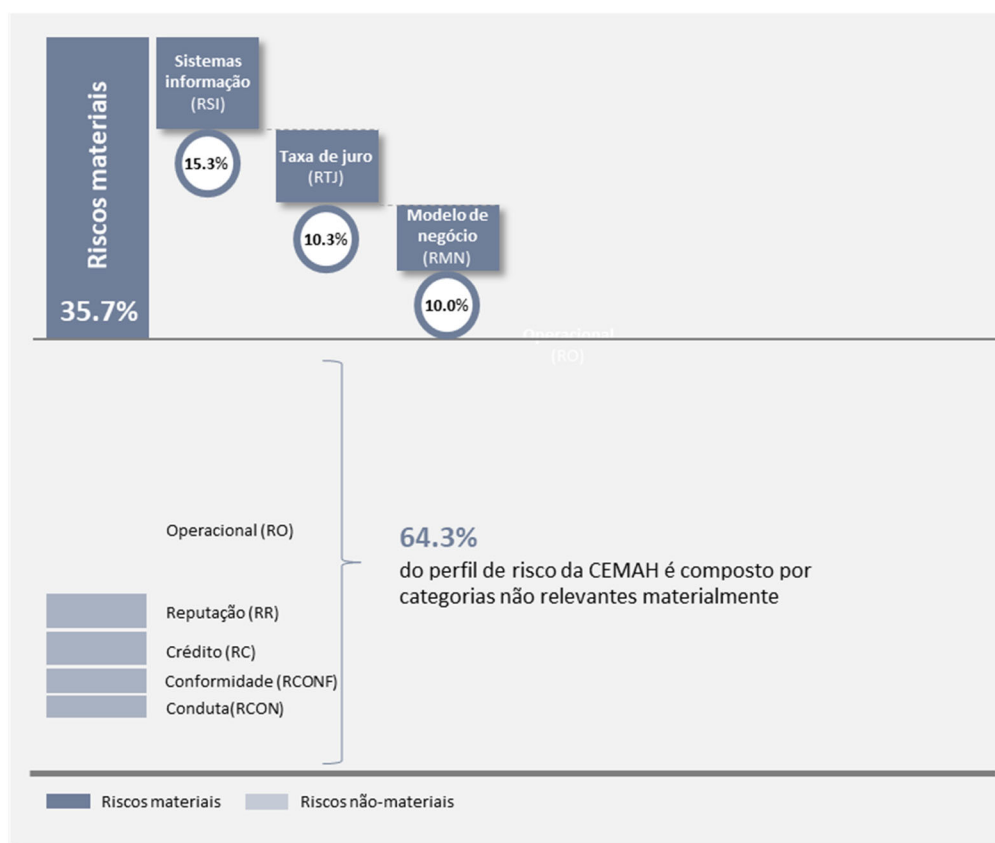 Riscos materiais
35.7%
Sistemas
informação
(RSI)
15.3%
Taxa de juro
(RTJ)
10.3%
Modelo de
negócio
(RMN)
10.0%
Operacional
(RO)
Operacional (RO)
Reputação (RR)
Crédito (RC)
Conformidade (RCONF)
Conduta(RCON)
64.3%
do perfil de risco da CEMAH é composto por
categorias não relevantes materialmente
Riscos materiais
Riscos não-materiais